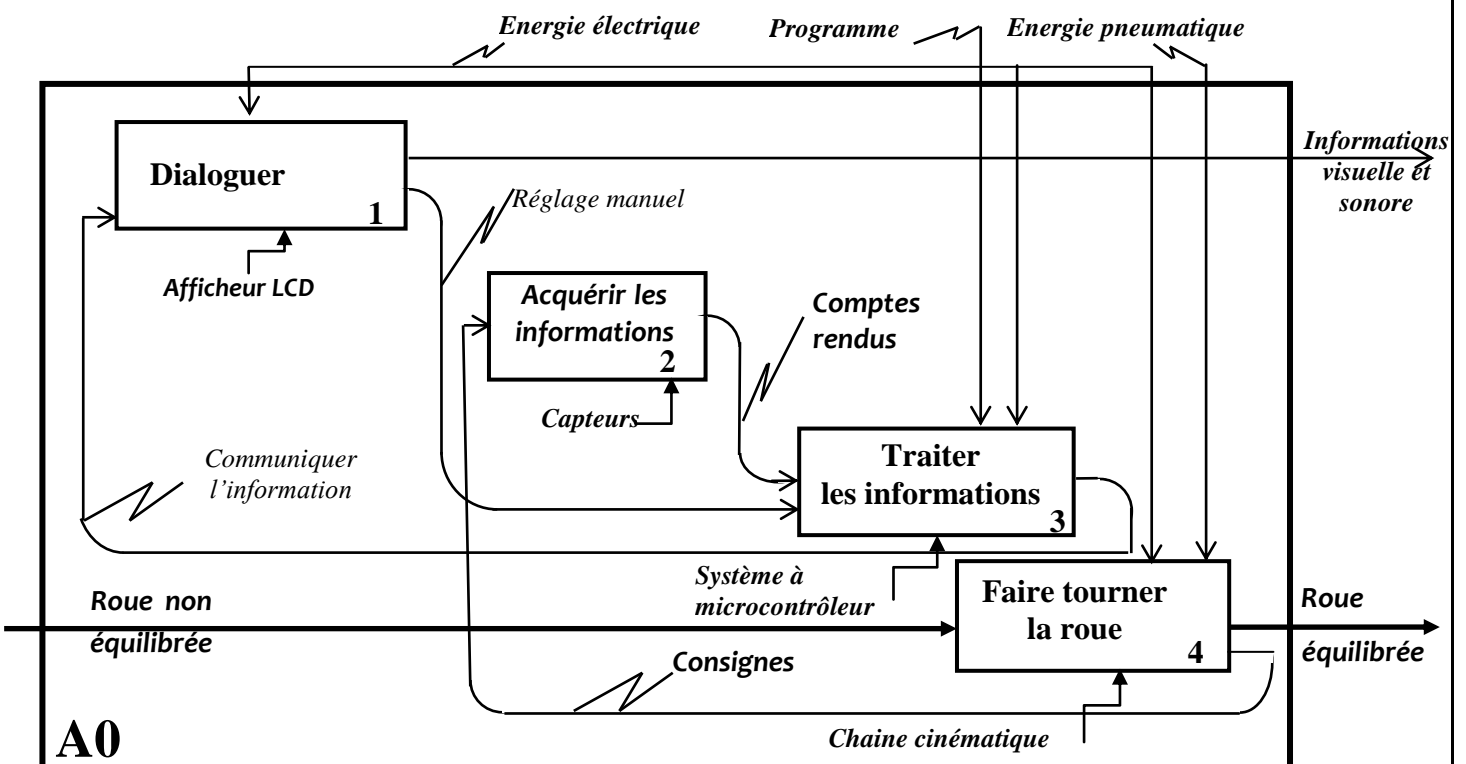 Energie électrique
Programme
Energie pneumatique
Informations
visuelle et
sonore
Dialoguer
1
Réglage manuel
Afficheur LCD
Acquérir les
informations
2
Comptes
rendus
Capteurs
Communiquer
l’information
Traiter
les informations
3
Système à
microcontrôleur
Roue non
équilibrée
Faire tourner
la roue
4
Roue
équilibrée
Consignes
Chaine cinématique
A0